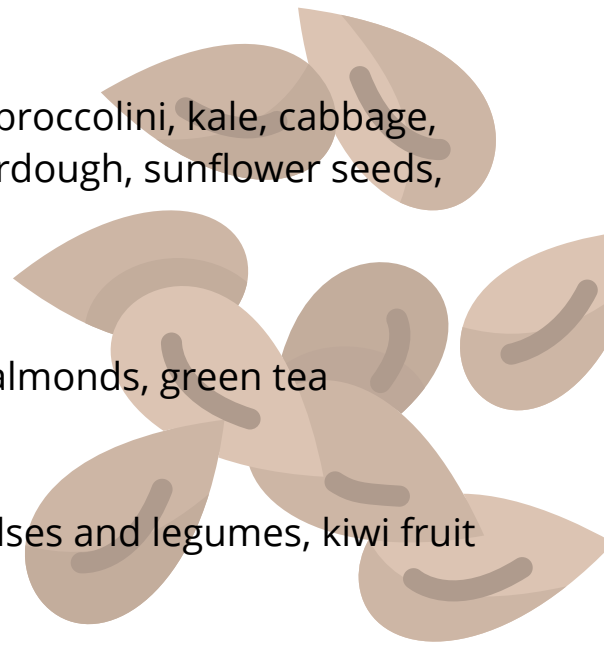 broccolini, kale, cabbage,
rdough, sunflower seeds,
almonds, green tea
lses and legumes, kiwi fruit